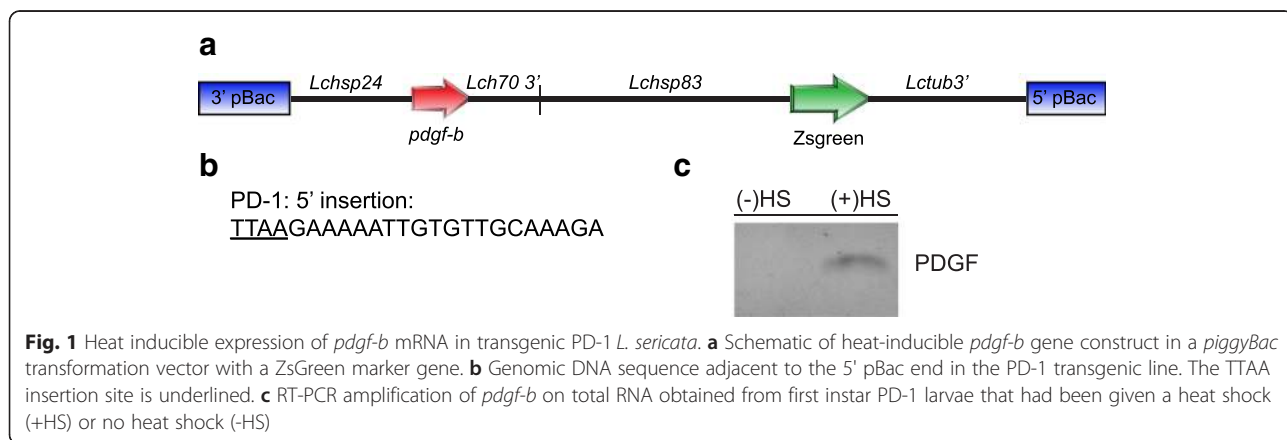 a
Lchsp24
Lch70 3’
Lchsp83
Lctub3’
3’ pBac
5’ pBac
pdgf-b
Zsgreen
b
PD-1: 5’ insertion:
TTAAGAAAAATTGTGTTGCAAAGA
c
(-)HS (+)HS
PDGF
Fig. 1 Heat inducible expression of pdgf-b mRNA in transgenic PD-1 L. sericata. a Schematic of heat-inducible pdgf-b gene construct in a piggyBac
transformation vector with a ZsGreen marker gene. b Genomic DNA sequence adjacent to the 5' pBac end in the PD-1 transgenic line. The TTAA
insertion site is underlined. c RT-PCR amplification of pdgf-b on total RNA obtained from first instar PD-1 larvae that had been given a heat shock
(+HS) or no heat shock (-HS)